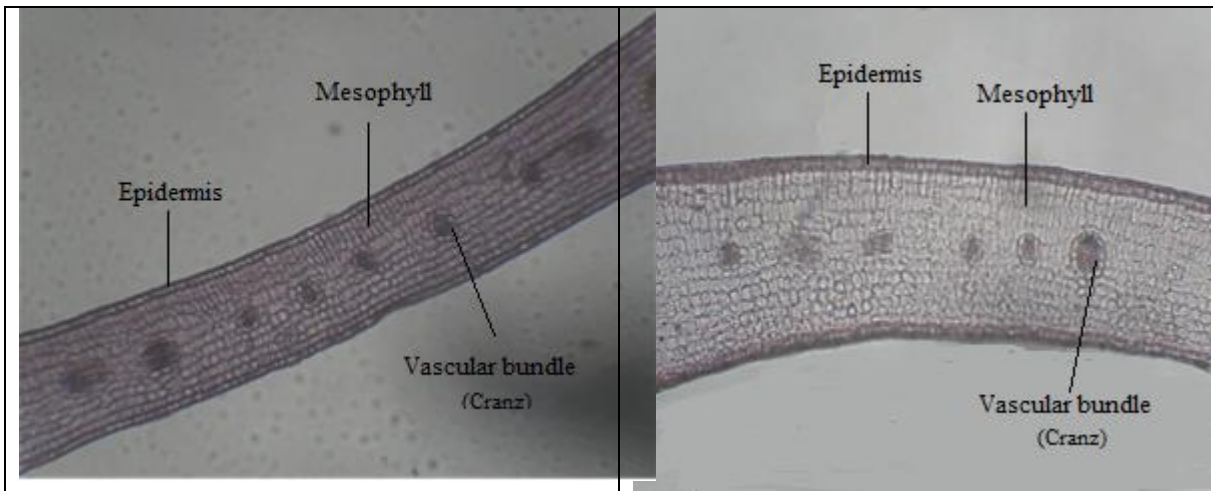 Mesophyll
Epidermis
Vascular bundle
(Cranz)
Epidermis
Mesophyll
Vascular bundle
(Cranz)